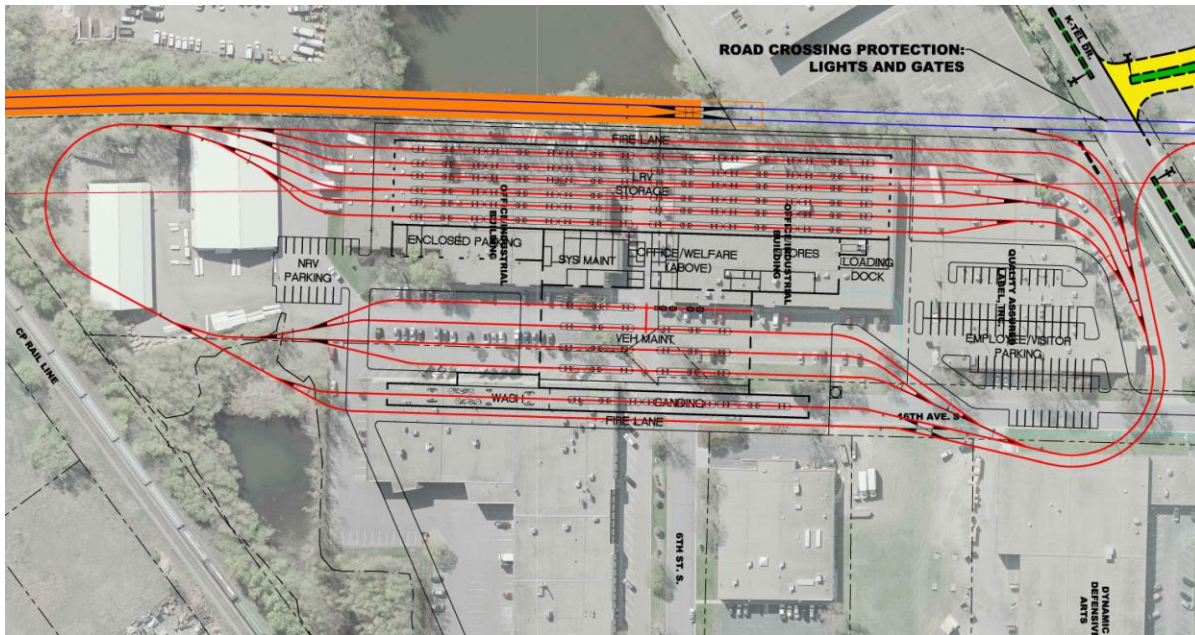 K-TEL DR.
ROAD CROSSING PROTECTION:
LIGHTS AND GATES
FIRE LANE
LRV
STORAGE
OFFICE/INDUSTRIAL
BUILDING
OFFICE/INDUSTRIAL
BUILDING
ENCLOSED PARKING
SYS MAINT
OFFICE/WELFARE
(ABOVE)
STORES
LOADING
DOCK
NRV
PARKING
QUALITY ASSURED
LABEL, INC.
EMPLOYEE/VISITOR
PARKING
VEH MAINT
CP RAIL LINE
WASH
SANDING
FIRE LANE
16TH AVE. S
6TH ST. S.
DYNAMIC
DEFENSIVE
ARTS